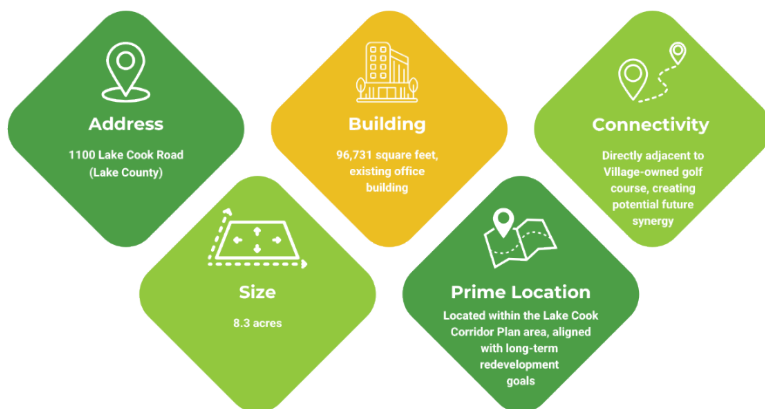 Address
1100 Lake Cook Road
(Lake County)
Building
96,731 square feet,
existing office
building
Connectivity
Directly adjacent to
Village-owned golf
course, creating
potential future
synergy
Size
8.3 acres
Prime Location
Located within the Lake Cook
Corridor Plan area, aligned
with long-term
redevelopment
goals